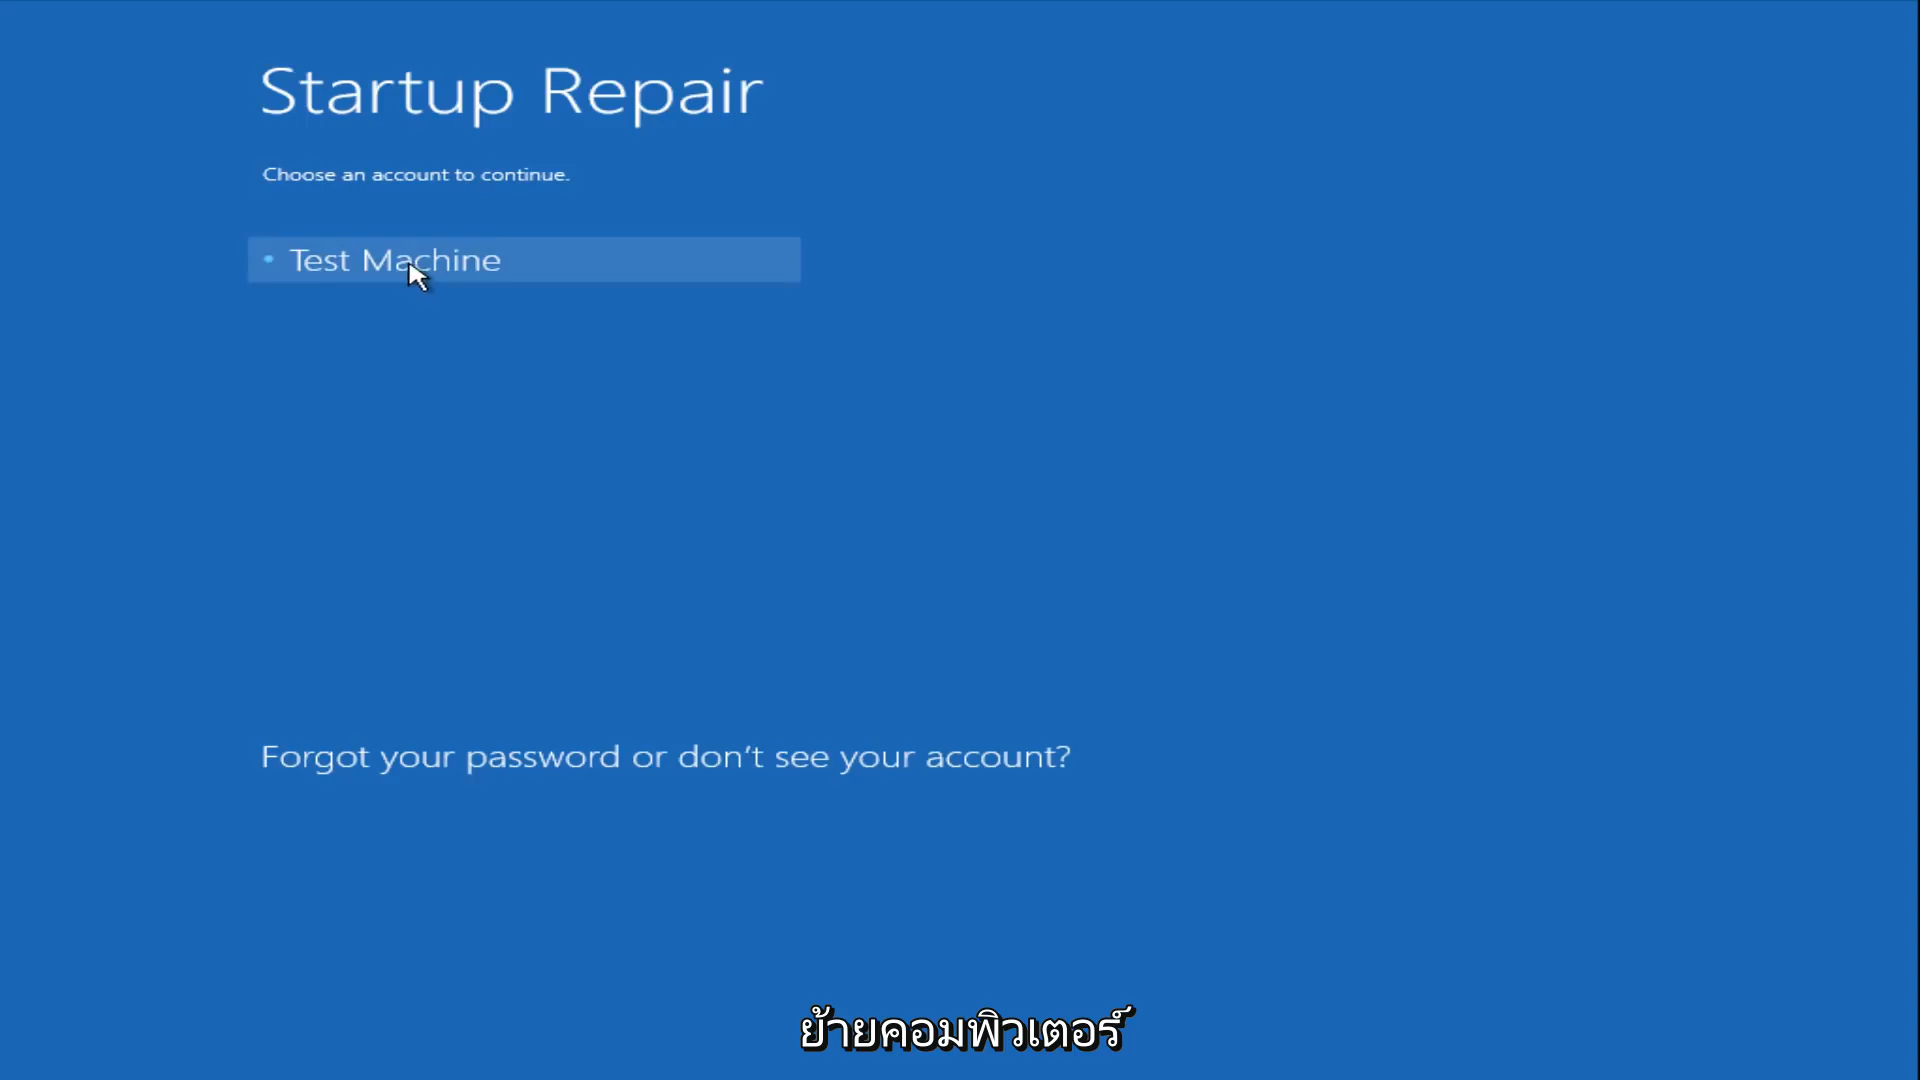 Startup Repair
Choose an account to continue.
Test Machine
Forgot your password or don't see your account?
ย้ายคอมพิวเตอร์